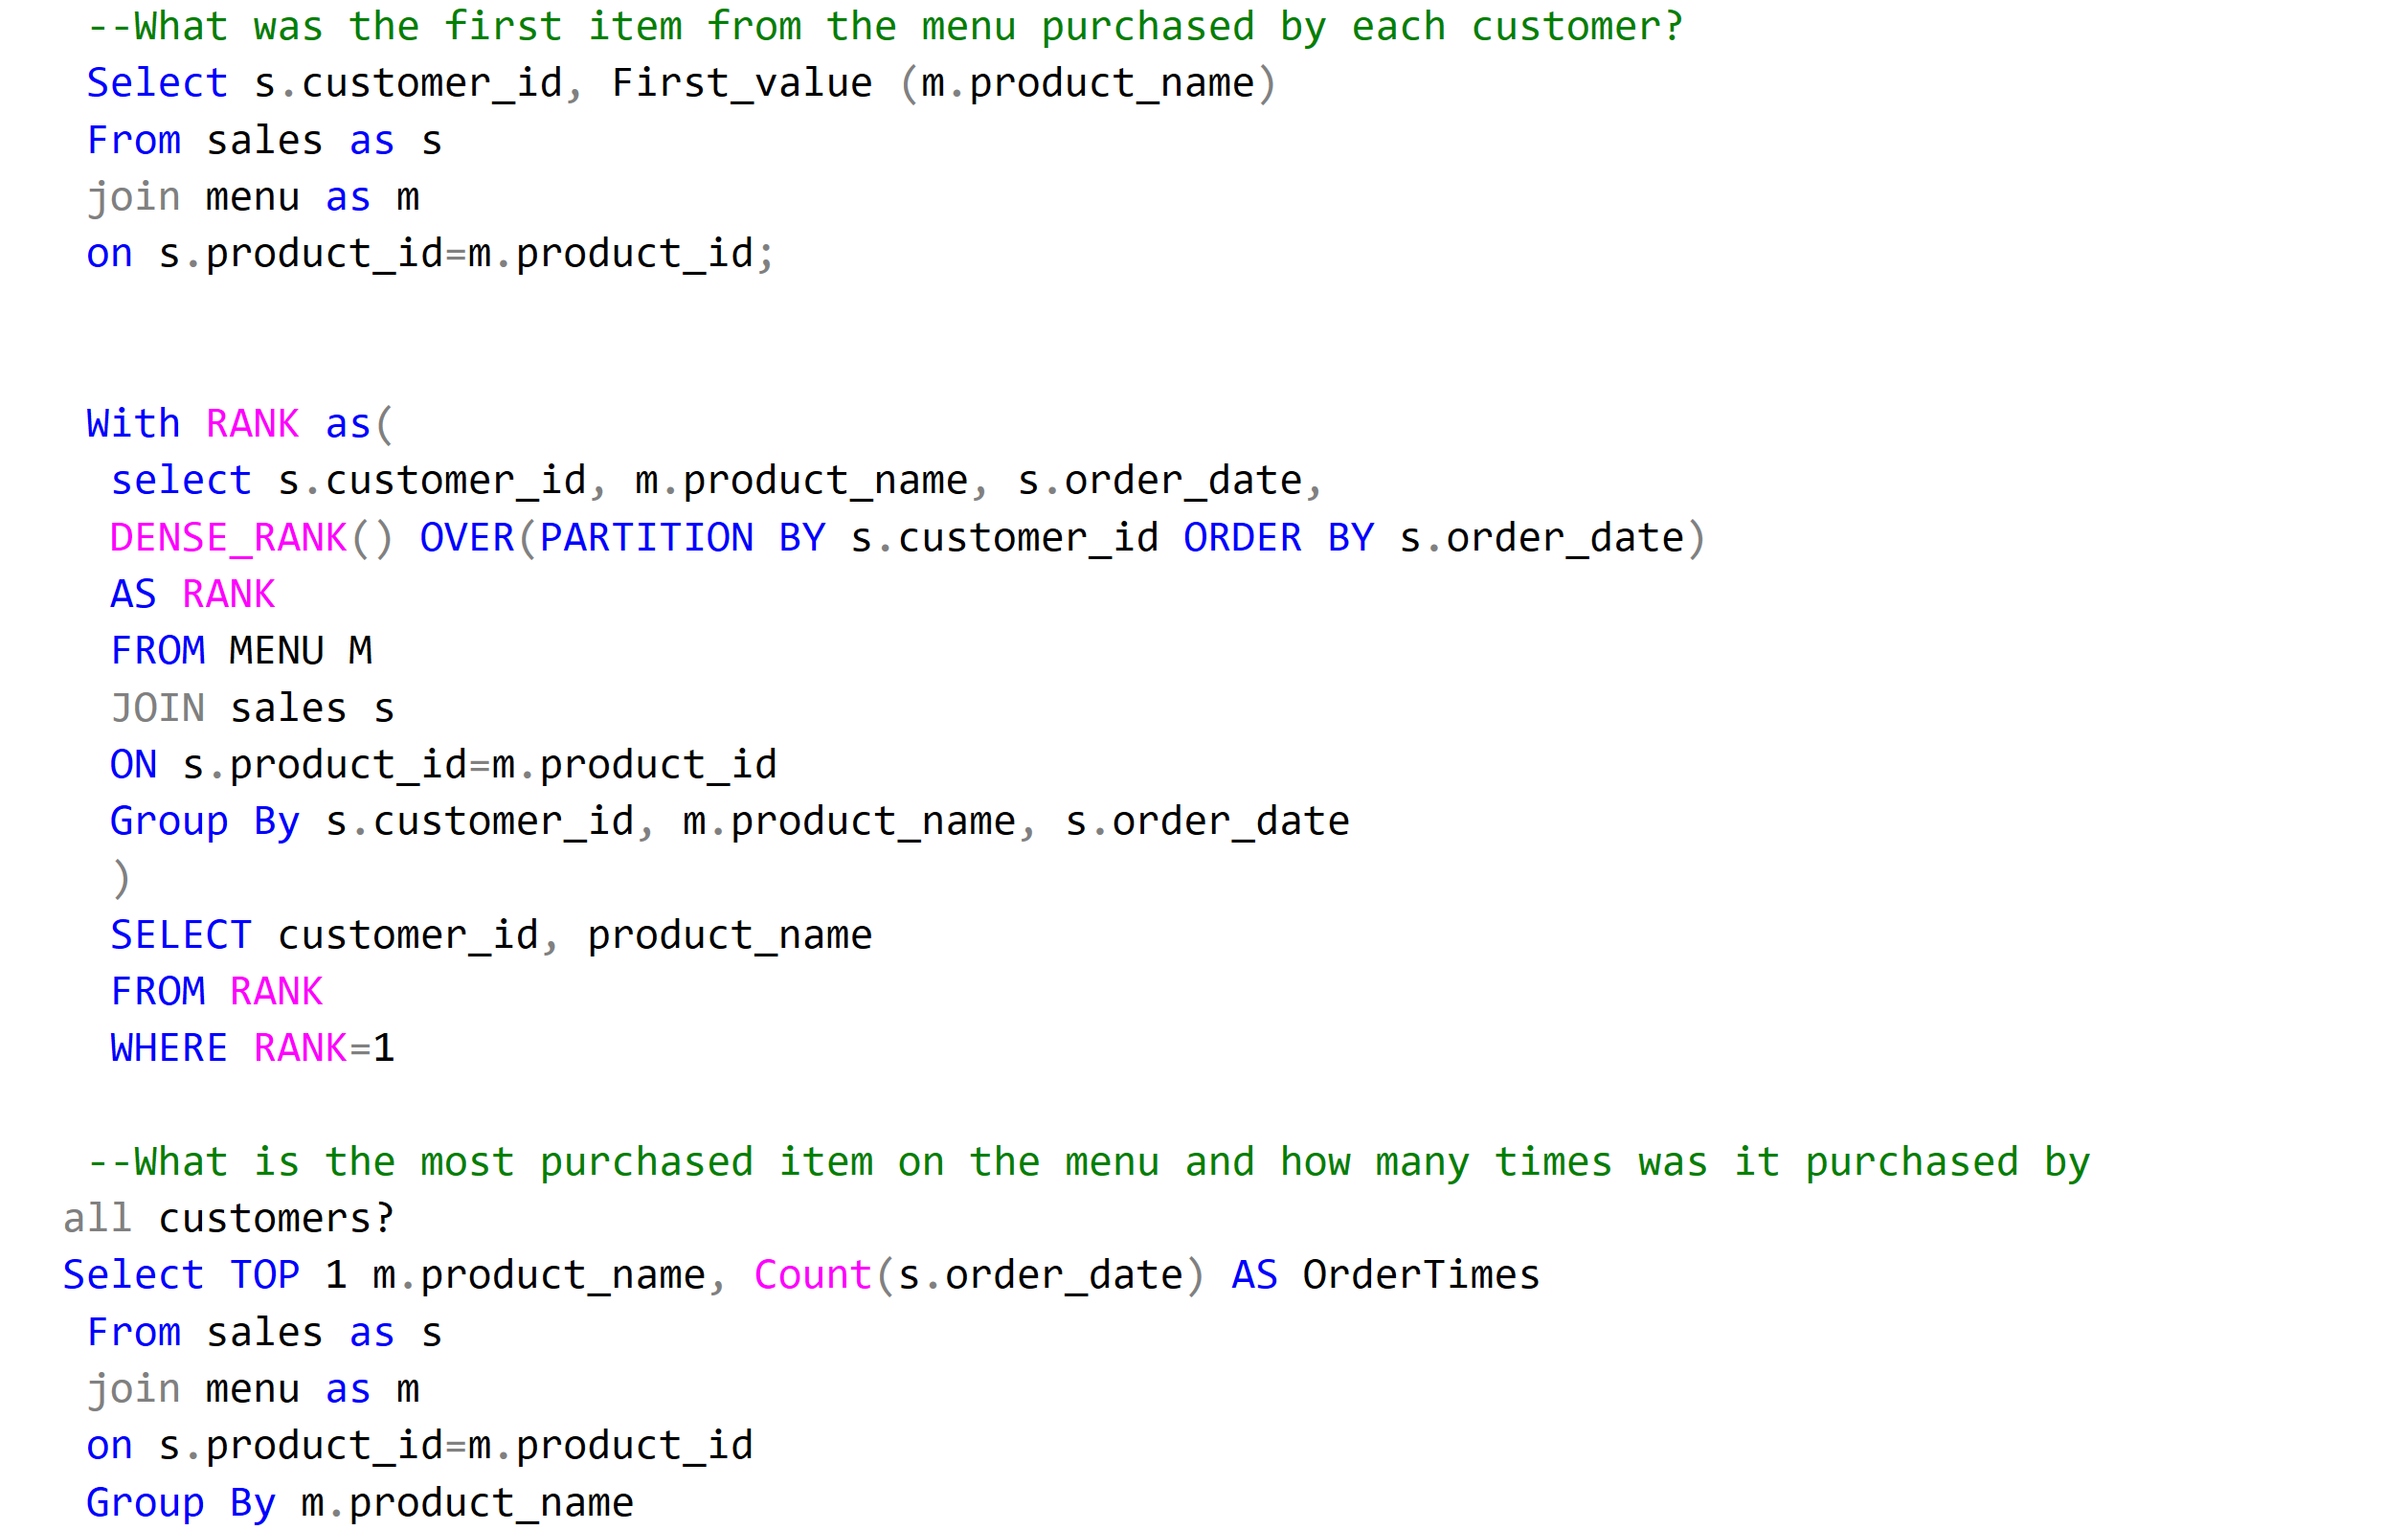 --What was the first item from the menu purchased by each customer?
Select s.customer_id, First_value (m.product_name)
From sales as s
join menu as m
on s.product_id=m.product_id;
With RANK as(
select s.customer_id, m.product_name, s.order_date,
DENSE_RANK() OVER(PARTITION BY s.customer_id ORDER BY s.order_date)
AS RANK
FROM MENU M
JOIN sales s
ON s.product_id=m.product_id
Group By s.customer_id, m.product_name, s.order_date
)
SELECT customer_id, product_name
FROM RANK
WHERE RANK=1
--What is the most purchased item on the menu and how many times was it purchased by
all customers?
Select TOP 1 m.product_name, Count(s.order_date) AS OrderTimes
From sales as s
join menu as m
on s.product_id=m.product_id
Group By m.product_name